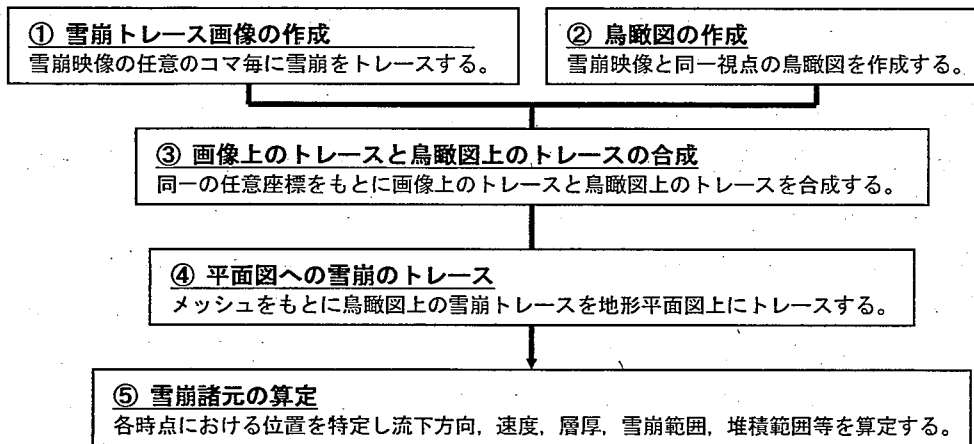 ① 雪崩トレース画像の作成
雪崩映像の任意のコマ毎に雪崩をトレースする。
② 鳥瞰図の作成
雪崩映像と同一視点の鳥瞰図を作成する。
③ 画像上のトレースと鳥瞰図上のトレースの合成
同一の任意座標をもとに画像上のトレースと鳥瞰図上のトレースを合成する。
④ 平面図への雪崩のトレース
メッシュをもとに鳥瞰図上の雪崩トレースを地形平面図上にトレースする。
⑤ 雪崩諸元の算定
各時点における位置を特定し流下方向, 速度, 層厚, 雪崩範囲, 堆積範囲等を算定する。